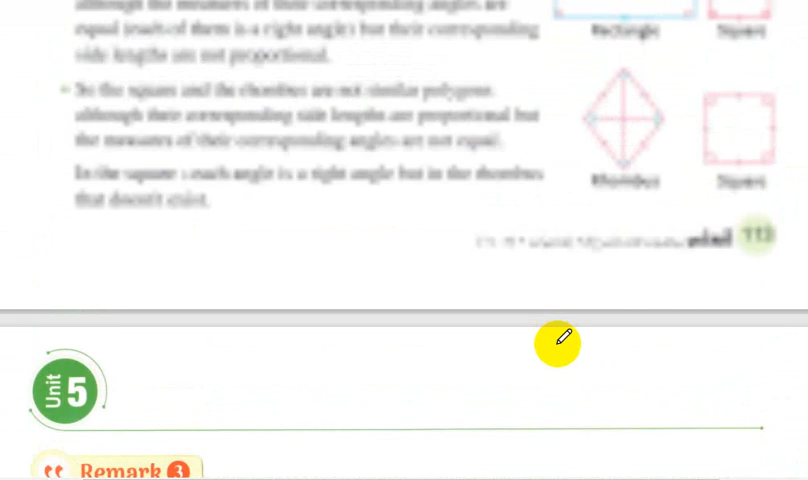 although the measures of their corresponding angles are
equal (each of them is a right angle) but their corresponding
side lengths are not proportional.
Rectangle
Square
So the square and the rhombus are not similar polygons
although their corresponding side lengths are proportional but
the measures of their corresponding angles are not equal.
In the square : each angle is a right angle but in the rhombus
that doesn't exist.
Rhombus
Square
113
Unit 5
Remark 3